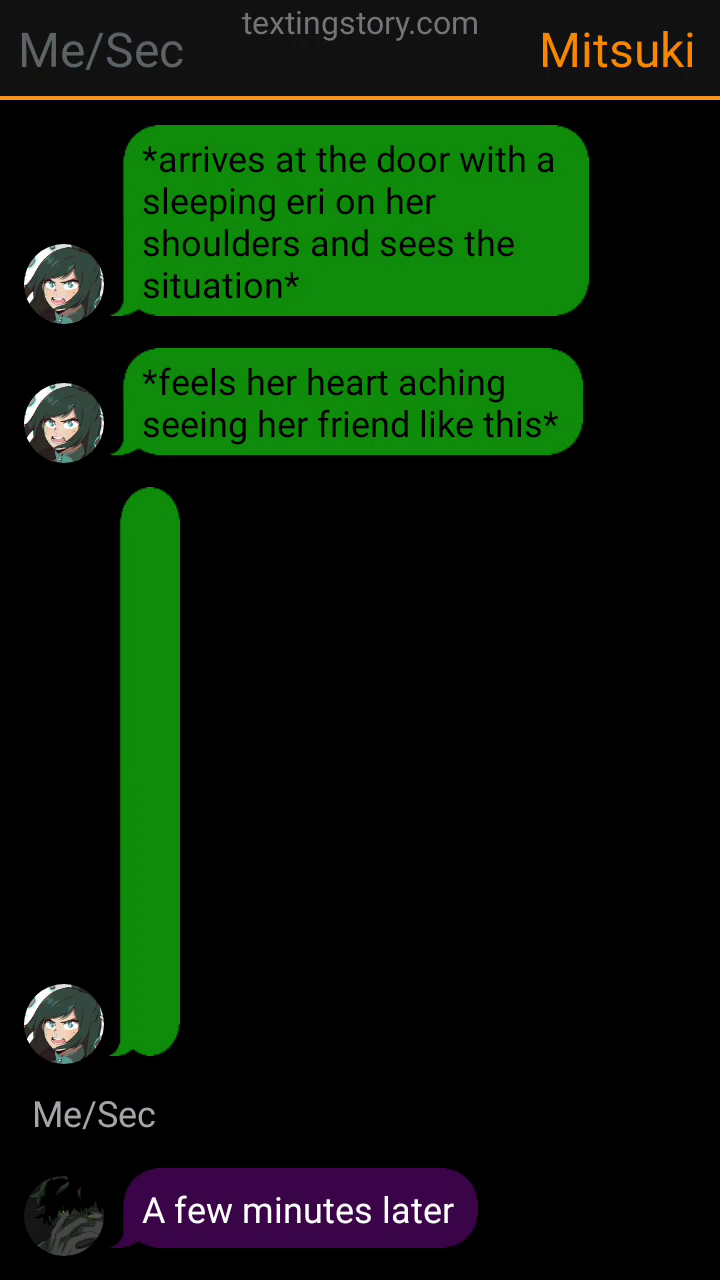 textingstory.com
Me/Sec
Mitsuki
*arrives at the door with a
sleeping eri on her
shoulders and sees the
situation*
*feels her heart aching
seeing her friend like this*
Me/Sec
A few minutes later